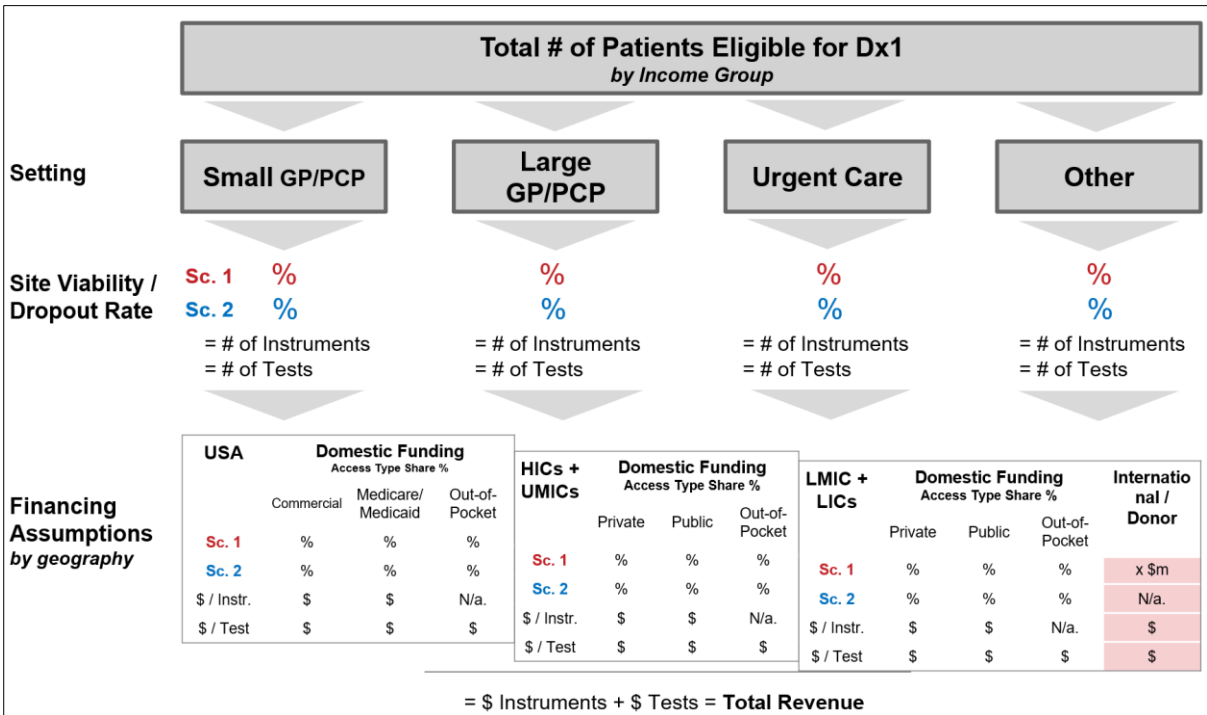 Total # of Patients Eligible for Dx1
by Income Group
Setting
Small GP/PCP
Large
GP/PCP
Urgent Care
Other
Site Viability /
Dropout Rate
Sc. 1 % % % %
Sc. 2 % % % %
= # of Instruments = # of Instruments = # of Instruments = # of Instruments
= # of Tests = # of Tests = # of Tests = # of Tests
Financing
Assumptions
by geography
USA
Domestic Funding
Access Type Share %
Commercial
Medicare/
Medicaid
Out-of-
Pocket
Sc. 1 % % %
Sc. 2 % % %
$ / Instr. $ $ N/a.
$ / Test $ $ $
HICs +
UMICs
Domestic Funding
Access Type Share %
Private
Public
Out-of-
Pocket
Sc. 1 % % %
Sc. 2 % % %
$ / Instr. $ $ N/a.
$ / Test $ $ $
LMIC +
LICs
Domestic Funding
Access Type Share %
Internatio
nal /
Donor
Private
Public
Out-of-
Pocket
Sc. 1 % % % x $m
Sc. 2 % % % N/a.
$ / Instr. $ $ N/a. $
$ / Test $ $ $ $
= $ Instruments + $ Tests = Total Revenue